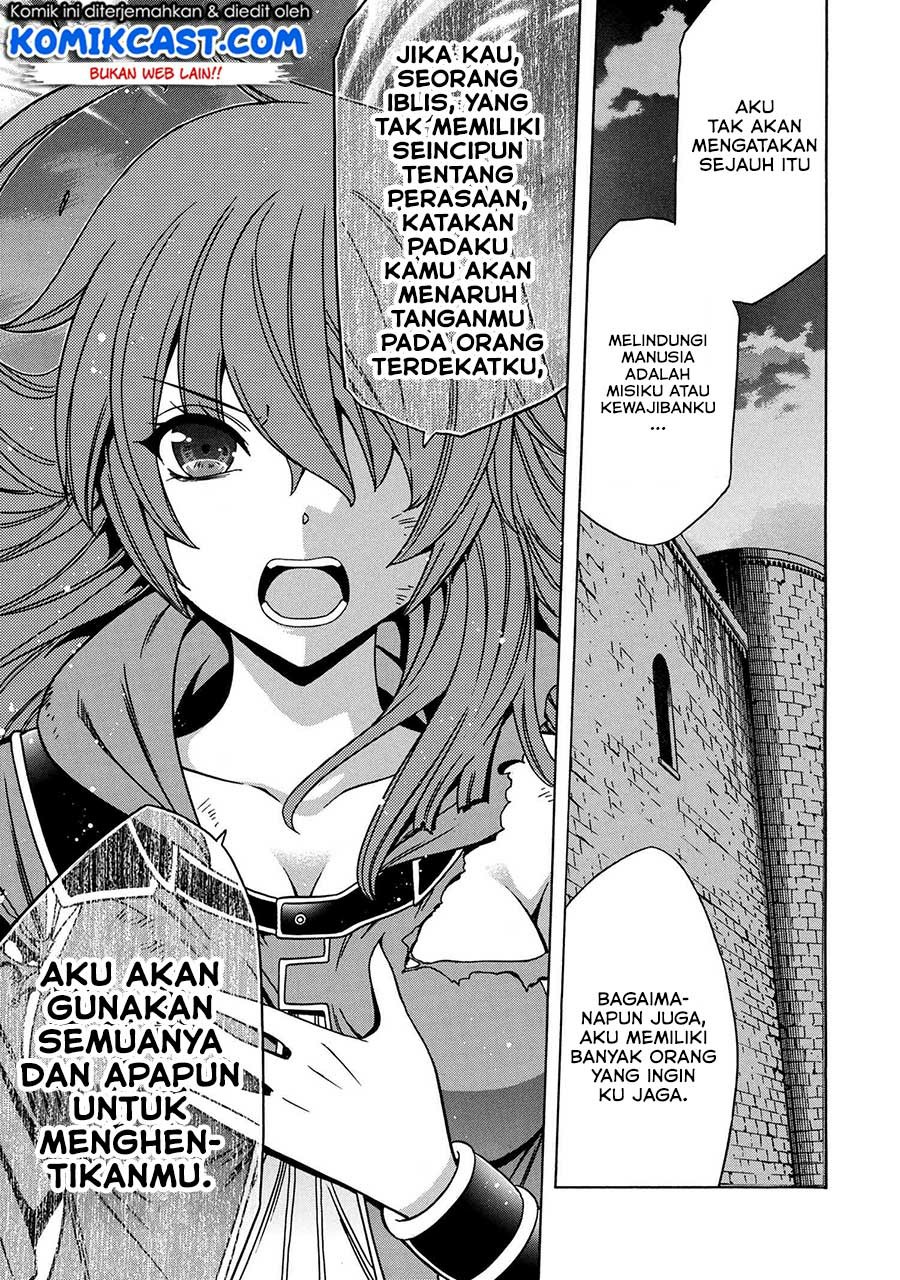 Komik ini diterjemahkan & diedit oleh
KOMIKCAST.COM
BUKAN WEB LAIN!!
AKU
TAK AKAN
MENGATAKAN
SEJAUH ITU
MELINDUNGI
MANUSIA
ADALAH
MISIKU ATAU
KEWAJIBANKU
...
BAGAIMA-
NAPUN JUGA,
AKU MEMILIKI
BANYAK ORANG
YANG INGIN
KU JAGA.
JIKA KAU,
SEORANG
IBLIS, YANG
TAK MEMILIKI
SEINCIPUN
TENTANG
PERASAAN,
KATAKAN
PADAKU
KAMU AKAN
MENARUH
TANGANMU
PADA ORANG
TERDEKATKU,
AKU AKAN
GUNAKAN
SEMUANYA
DAN APAPUN
UNTUK
MENGHEN-
TIKANMU.